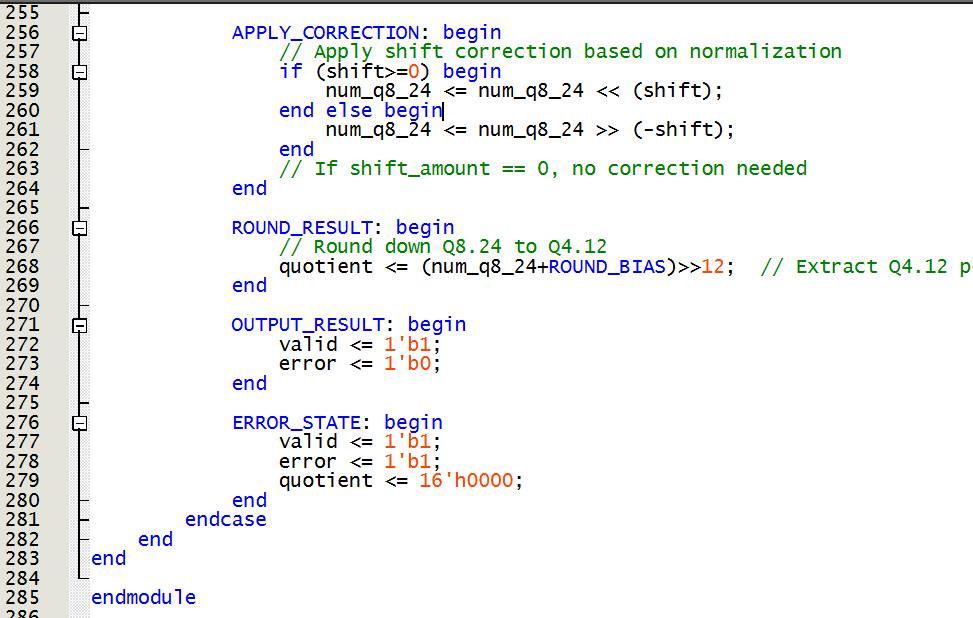 255
256 APPLY_CORRECTION: begin
257 // Apply shift correction based on normalization
258 if (shift>=0) begin
259 num_q8_24 <= num_q8_24 << (shift);
260 end else begin
261 num_q8_24 <= num_q8_24 >> (-shift);
262 end
263 // If shift_amount == 0, no correction needed
264 end
265
266 ROUND_RESULT: begin
267 // Round down Q8.24 to Q4.12
268 quotient <= (num_q8_24+ROUND_BIAS)>>12; // Extract Q4.12 p
269 end
270
271 OUTPUT_RESULT: begin
272 valid <= 1'b1;
273 error <= 1'b0;
274 end
275
276 ERROR_STATE: begin
277 valid <= 1'b1;
278 error <= 1'b1;
279 quotient <= 16'h0000;
280 end
281 endcase
282 end
283 end
284
285 endmodule
286